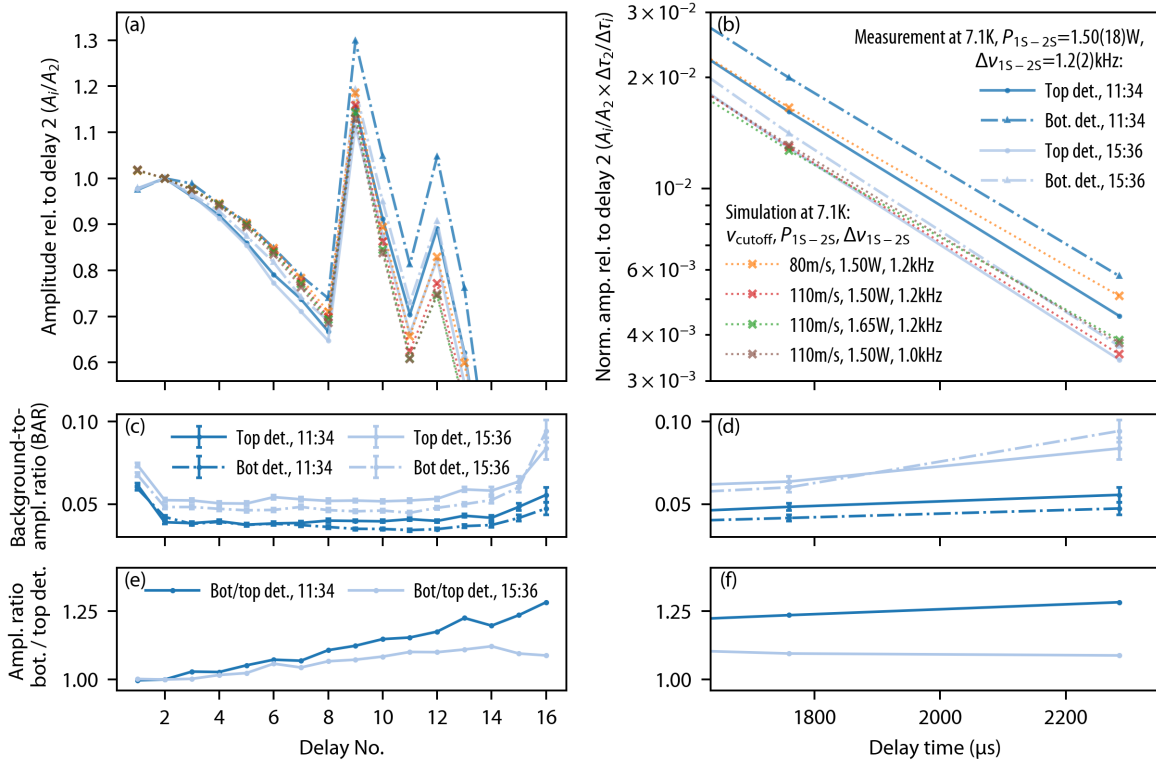 (a)
Amplitude rel. to delay 2 (A_i/A_2)
1.3
1.2
1.1
1.0
0.9
0.8
0.7
0.6
(b)
Norm. amp. rel. to delay 2 (A_i/A_2 × Δτ_2/Δτ_i)
3 × 10⁻²
2 × 10⁻²
10⁻²
6 × 10⁻³
4 × 10⁻³
3 × 10⁻³
Measurement at 7.1K, P_1S−2S=1.50(18)W,
Δν_1S−2S=1.2(2)kHz:
Top det., 11:34
Bot. det., 11:34
Top det., 15:36
Bot. det., 15:36
Simulation at 7.1K:
v_cutoff, P_1S−2S, Δν_1S−2S
80m/s, 1.50W, 1.2kHz
110m/s, 1.50W, 1.2kHz
110m/s, 1.65W, 1.2kHz
110m/s, 1.50W, 1.0kHz
(c)
Background-to-
ampl. ratio (BAR)
0.10
0.05
Top det., 11:34
Top det., 15:36
Bot det., 11:34
Bot det., 15:36
(d)
0.10
0.05
(e)
Ampl. ratio
bot. / top det.
1.25
1.00
Bot/top det., 11:34
Bot/top det., 15:36
2 4 6 8 10 12 14 16
Delay No.
(f)
1.25
1.00
1800 2000 2200
Delay time (μs)